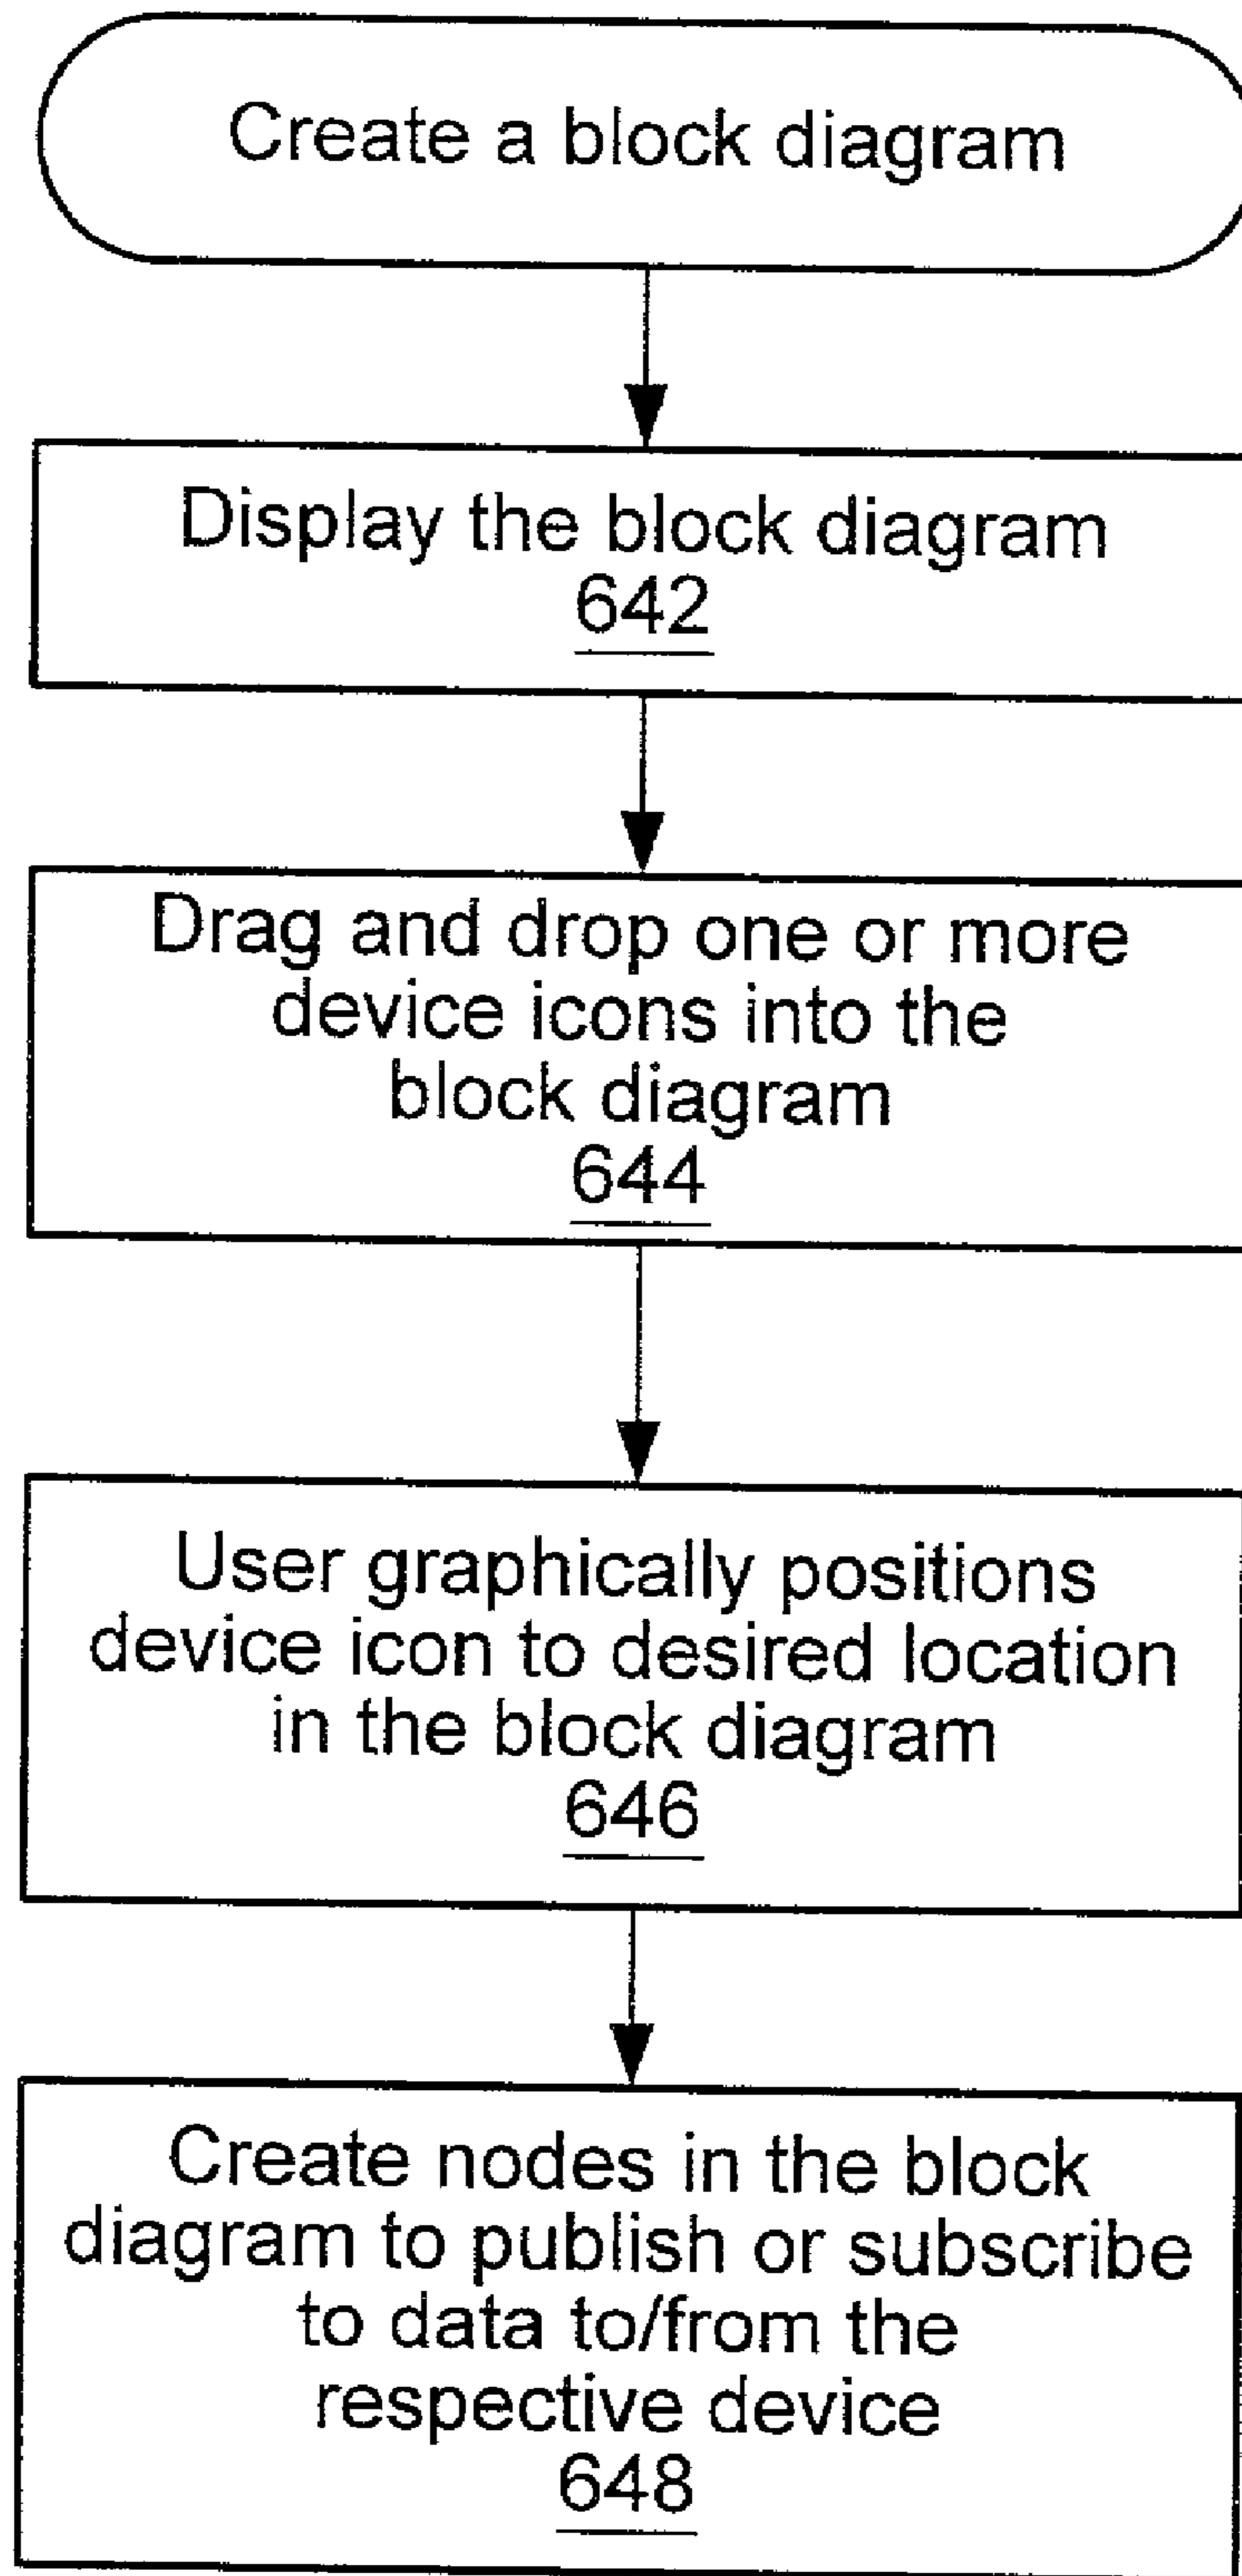 Create a block diagram
Display the block diagram
642
Drag and drop one or more
device icons into the
block diagram
644
User graphically positions
device icon to desired location
in the block diagram
646
Create nodes in the block
diagram to publish or subscribe
to data to/from the
respective device
648